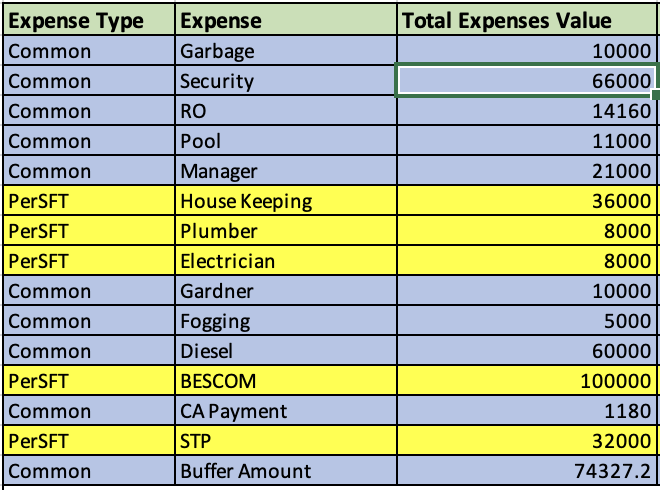 Expense Type Expense Total Expenses Value
Common Garbage 10000
Common Security 66000
Common RO 14160
Common Pool 11000
Common Manager 21000
PerSFT House Keeping 36000
PerSFT Plumber 8000
PerSFT Electrician 8000
Common Gardner 10000
Common Fogging 5000
Common Diesel 60000
PerSFT BESCOM 100000
Common CA Payment 1180
PerSFT STP 32000
Common Buffer Amount 74327.2